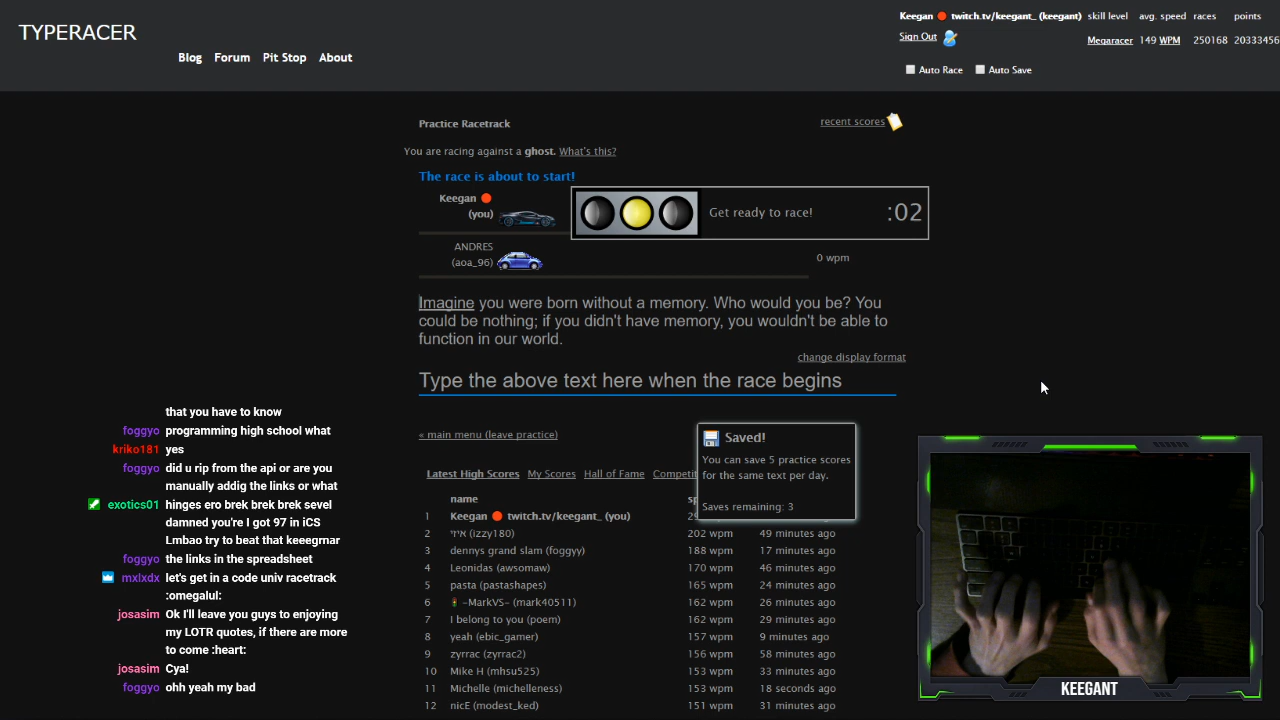 TYPERACER
Blog Forum Pit Stop About
Keegan twitch.tv/keegant_ (keegant) skill level avg. speed races points
Sign Out Megaracer 149 WPM 250168 20333456
Auto Race Auto Save
Practice Racetrack
recent scores
You are racing against a ghost. What's this?
The race is about to start!
Keegan
(you)
Get ready to race! :02
ANDRES
(aoa_96)
0 wpm
Imagine you were born without a memory. Who would you be? You
could be nothing; if you didn't have memory, you wouldn't be able to
function in our world.
change display format
Type the above text here when the race begins
« main menu (leave practice)
Saved!
You can save 5 practice scores
for the same text per day.
Saves remaining: 3
Latest High Scores My Scores Hall of Fame
name
1 Keegan twitch.tv/keegant_ (you)
2 איזי (izzy180) 202 wpm 49 minutes ago
3 dennys grand slam (foggyy) 188 wpm 17 minutes ago
4 Leonidas (awsomaw) 170 wpm 46 minutes ago
5 pasta (pastashapes) 165 wpm 24 minutes ago
6 ~MarkVS~ (mark40511) 162 wpm 26 minutes ago
7 I belong to you (poem) 162 wpm 29 minutes ago
8 yeah (ebic_gamer) 157 wpm 9 minutes ago
9 zyrrac (zyrrac2) 156 wpm 58 minutes ago
10 Mike H (mhsu525) 153 wpm 33 minutes ago
11 Michelle (michelleness) 153 wpm 18 seconds ago
12 nicE (modest_ked) 151 wpm 31 minutes ago
that you have to know
foggyo programming high school what
kriko181 yes
foggyo did u rip from the api or are you
manually addig the links or what
exotics01 hinges ero brek brek brek sevel
damned you're I got 97 in iCS
Lmbao try to beat that keeegrnar
foggyo the links in the spreadsheet
mxlxdx let's get in a code univ racetrack
:omegalul:
josasim Ok I'll leave you guys to enjoying
my LOTR quotes, if there are more
to come :heart:
josasim Cya!
foggyo ohh yeah my bad
KEEGANT